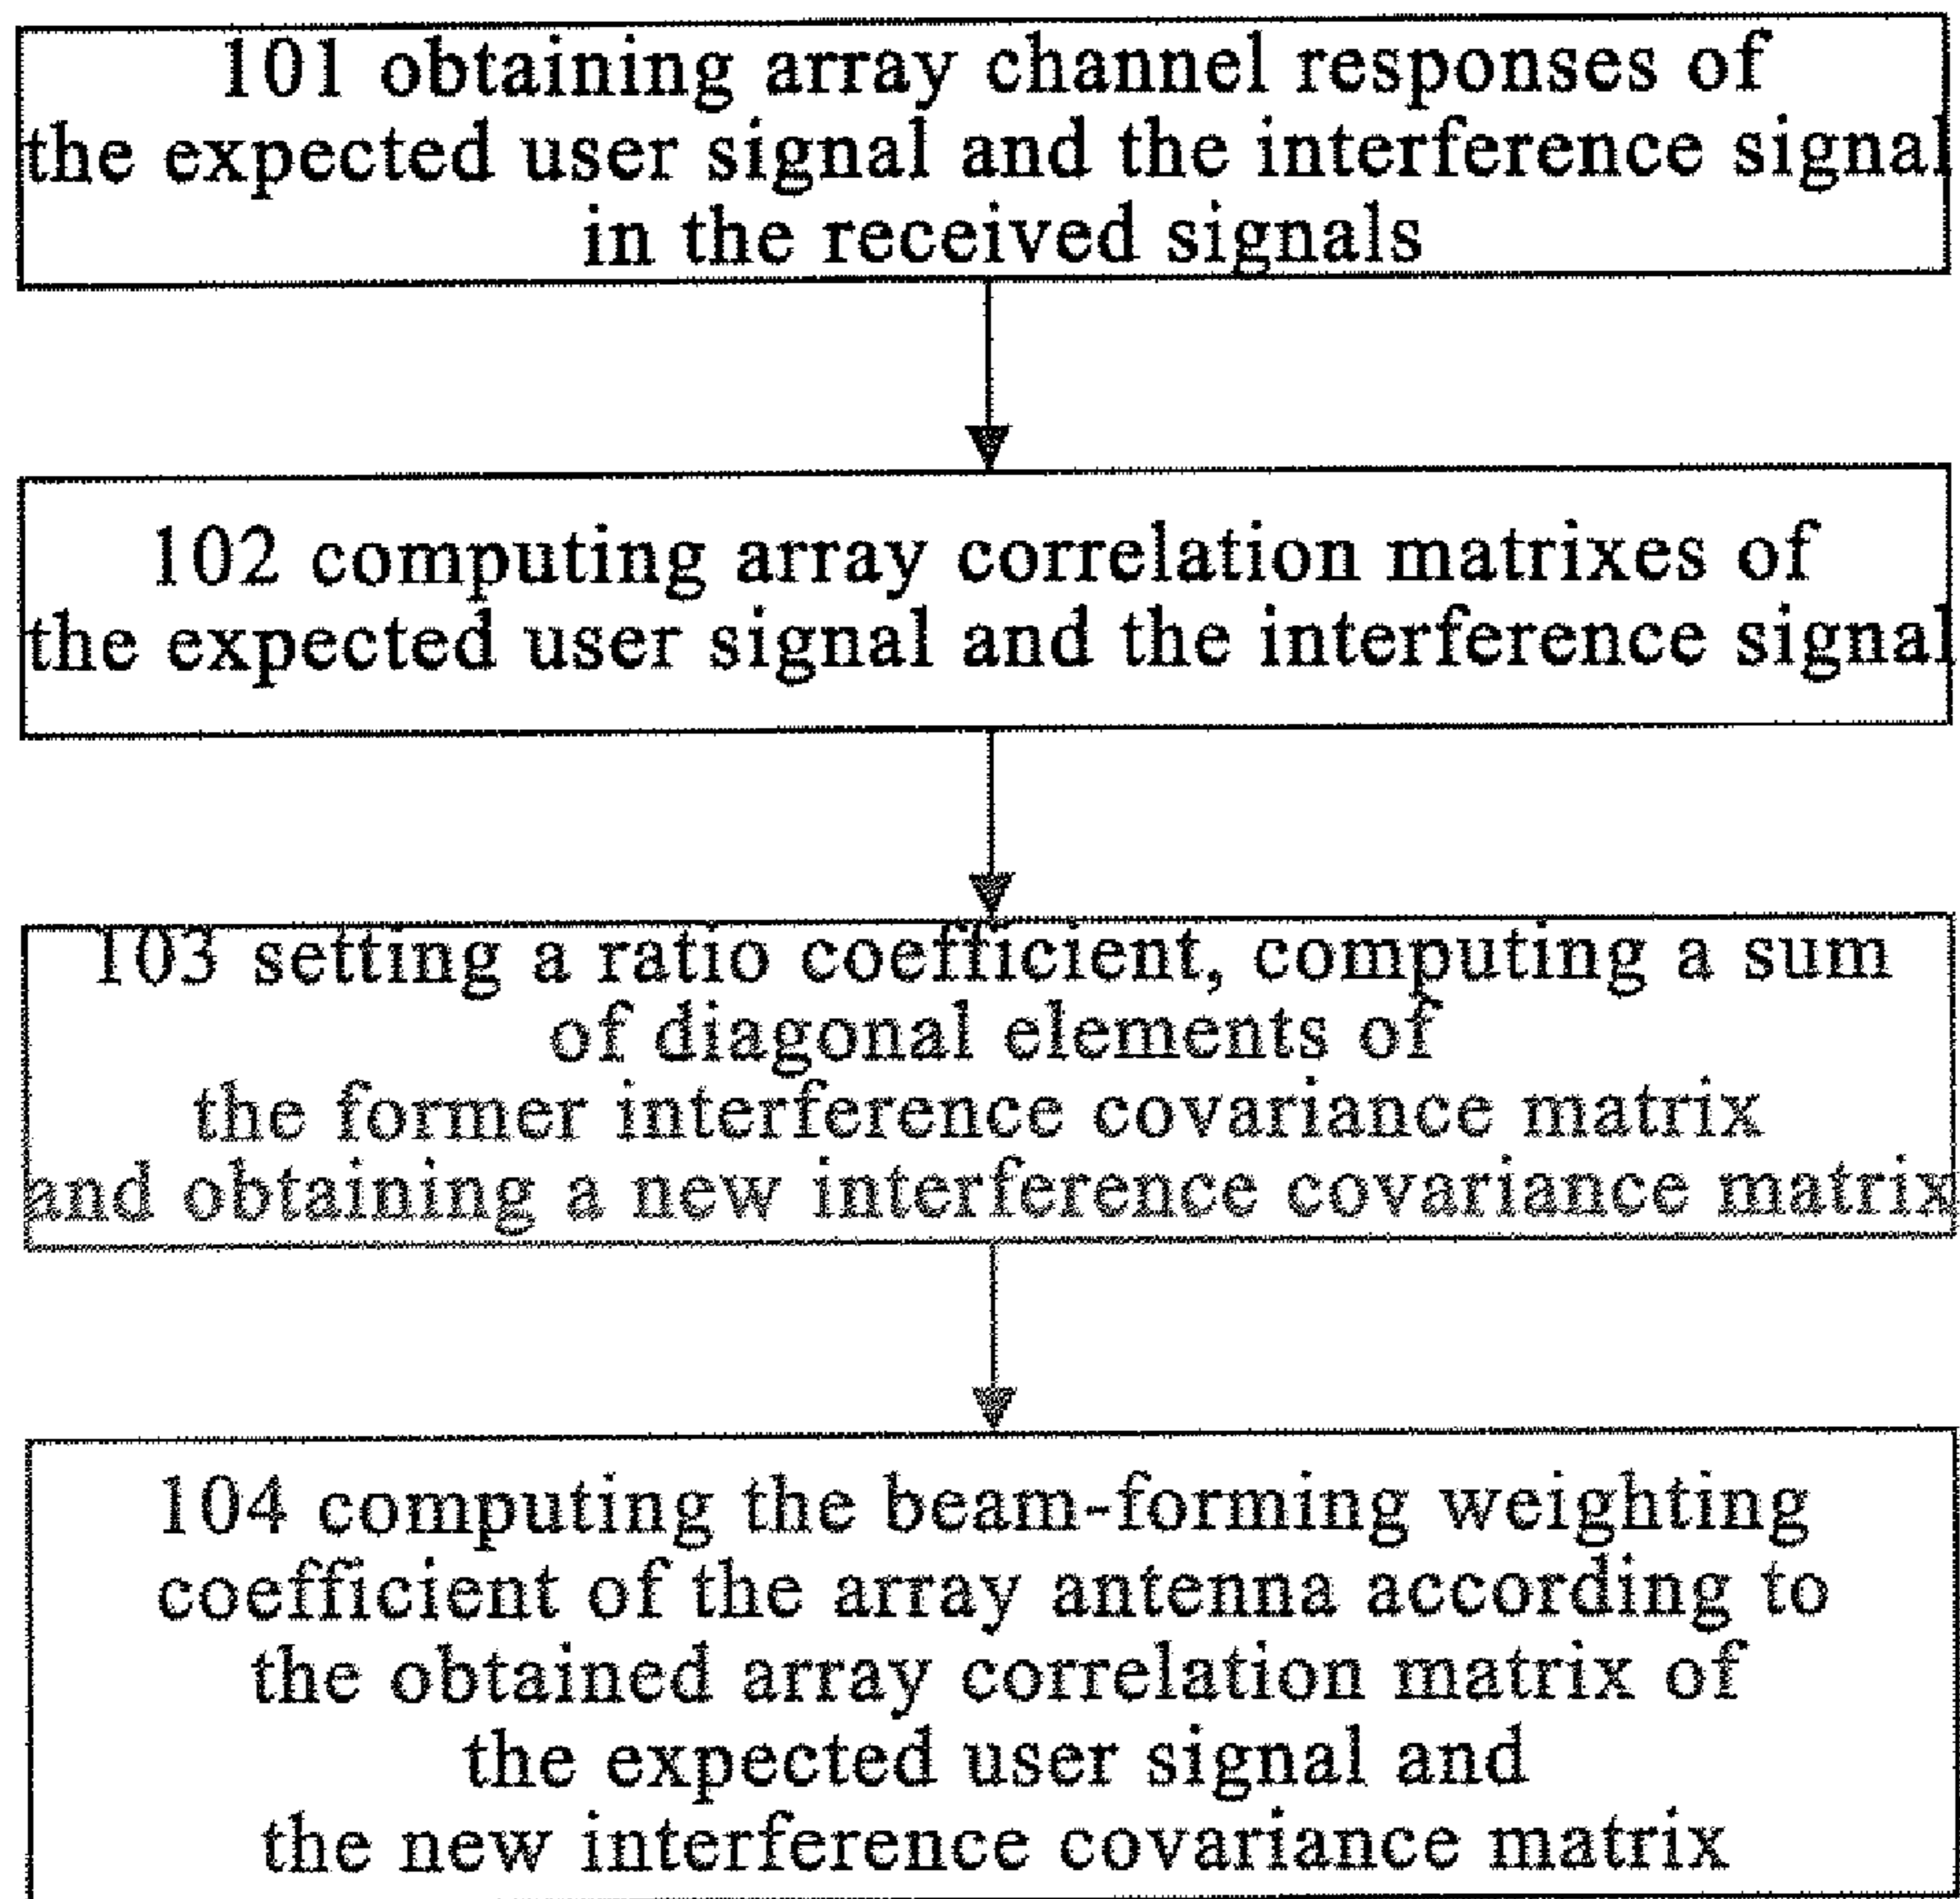 101 obtaining array channel responses of
the expected user signal and the interference signal
in the received signals
102 computing array correlation matrixes of
the expected user signal and the interference signal
103 setting a ratio coefficient, computing a sum
of diagonal elements of
the former interference covariance matrix
and obtaining a new interference covariance matrix
104 computing the beam-forming weighting
coefficient of the array antenna according to
the obtained array correlation matrix of
the expected user signal and
the new interference covariance matrix